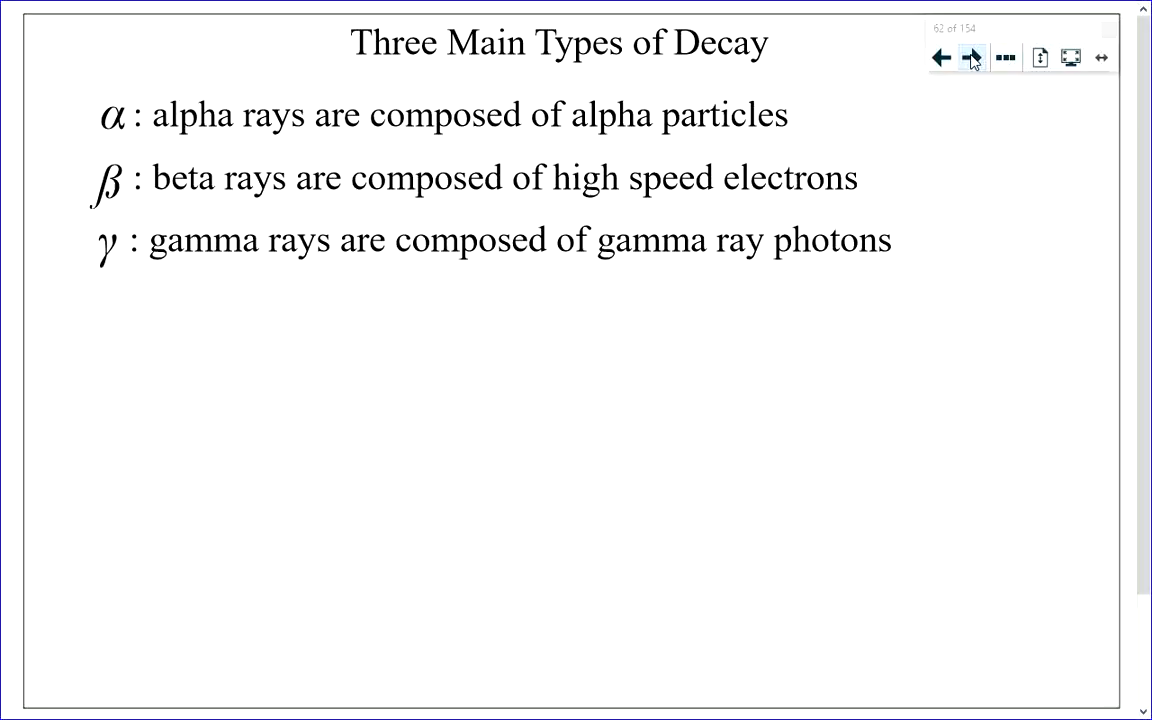 Three Main Types of Decay
62 of 154
α : alpha rays are composed of alpha particles
β : beta rays are composed of high speed electrons
γ : gamma rays are composed of gamma ray photons